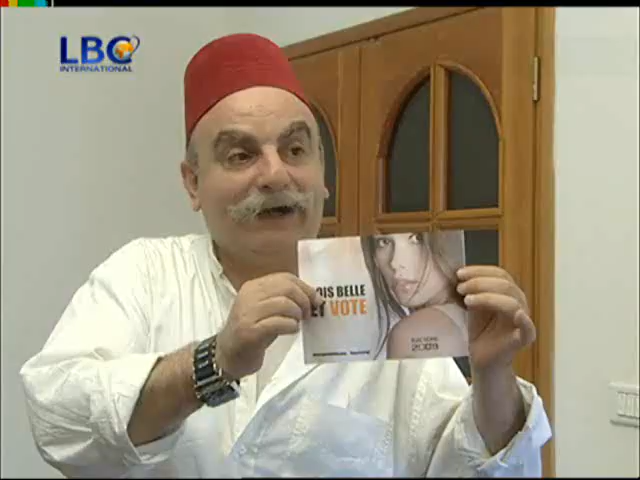 LBC
INTERNATIONAL
OIS BELLE
ET VOTE
ELECTIONS
2009